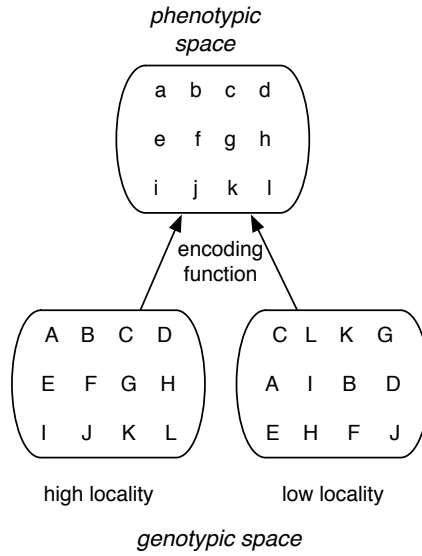 phenotypic
space
a b c d
e f g h
i j k l
encoding
function
A B C D
E F G H
I J K L
C L K G
A I B D
E H F J
high locality
low locality
genotypic space